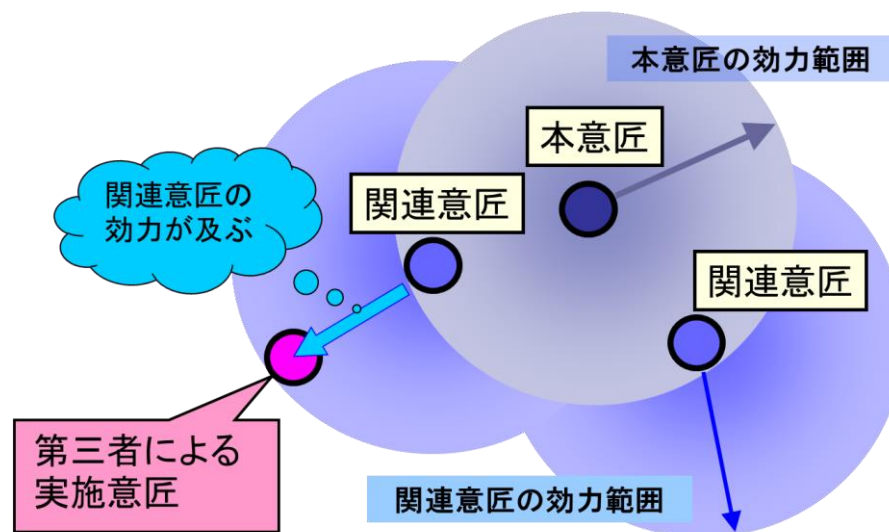 本意匠の効力範囲
本意匠
関連意匠の
効力が及ぶ
関連意匠
関連意匠
第三者による
実施意匠
関連意匠の効力範囲